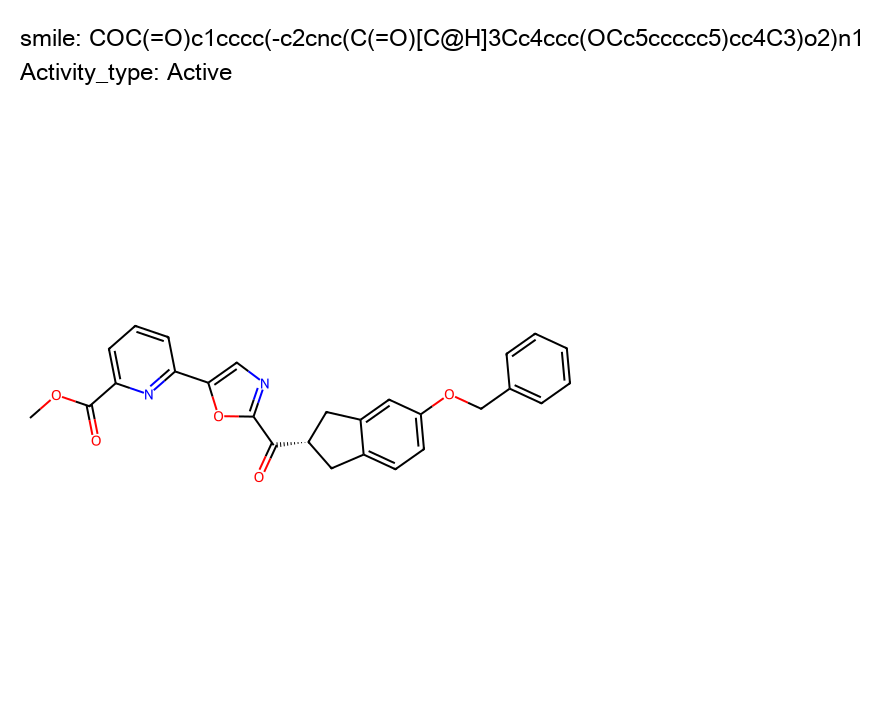 smile: COC(=O)c1cccc(-c2cnc(C(=O)[C@H]3Cc4ccc(OCc5ccccc5)cc4C3)o2)n1
Activity_type: Active
N
N
O
O
O
O
O